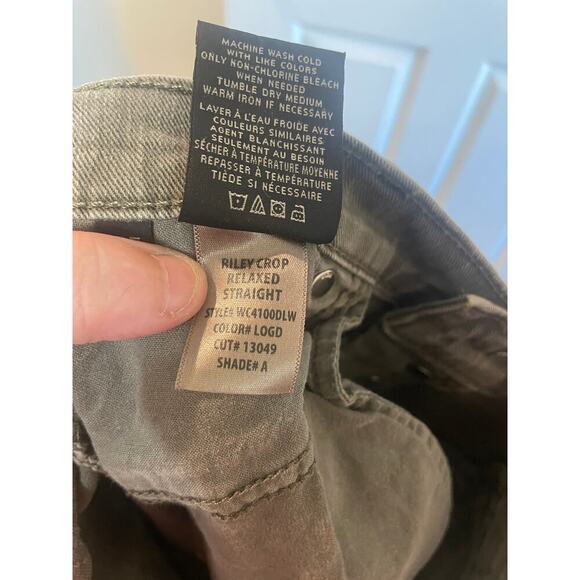 MACHINE WASH COLD
WITH LIKE COLORS
ONLY NON-CHLORINE BLEACH
WHEN NEEDED
TUMBLE DRY MEDIUM
WARM IRON IF NECESSARY
LAVER À L'EAU FROIDE AVEC
COULEURS SIMILAIRES
AGENT BLANCHISSANT
SEULEMENT AU BESOIN
SÉCHER À TEMPÉRATURE MOYENNE
REPASSER À TEMPÉRATURE
TIÈDE SI NÉCESSAIRE
RILEY CROP
RELAXED
STRAIGHT
STYLE# WC4100DLW
COLOR# LOGD
CUT# 13049
SHADE# A